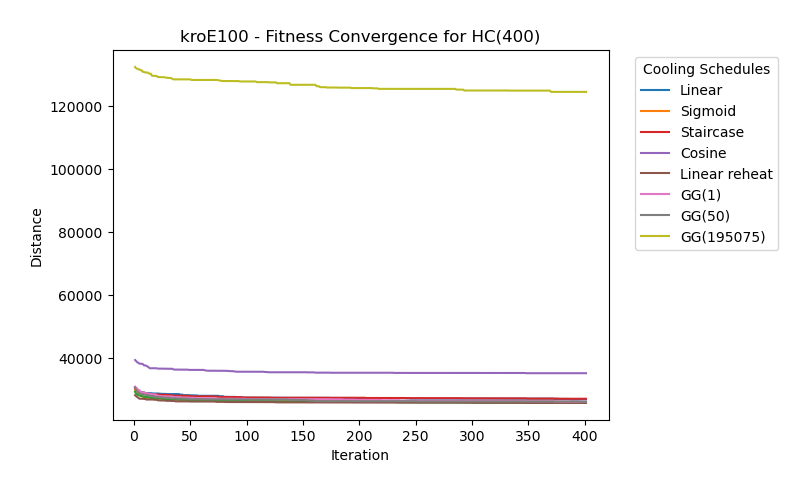 kroE100 - Fitness Convergence for HC(400)
Cooling Schedules
Linear
Sigmoid
Staircase
Cosine
Linear reheat
GG(1)
GG(50)
GG(195075)
Distance
120000
100000
80000
60000
40000
0 50 100 150 200 250 300 350 400
Iteration